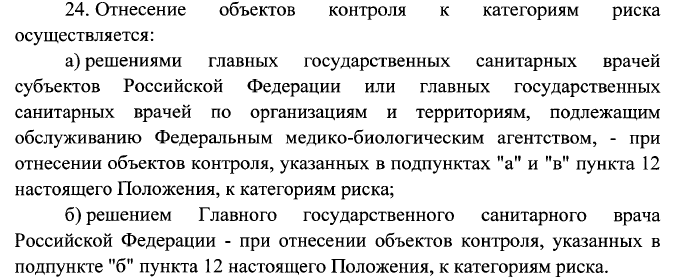 24. Отнесение объектов контроля к категориям риска
осуществляется:
а) решениями главных государственных санитарных врачей
субъектов Российской Федерации или главных государственных
санитарных врачей по организациям и территориям, подлежащим
обслуживанию Федеральным медико-биологическим агентством, - при
отнесении объектов контроля, указанных в подпунктах "а" и "в" пункта 12
настоящего Положения, к категориям риска;
б) решением Главного государственного санитарного врача
Российской Федерации - при отнесении объектов контроля, указанных в
подпункте "б" пункта 12 настоящего Положения, к категориям риска.